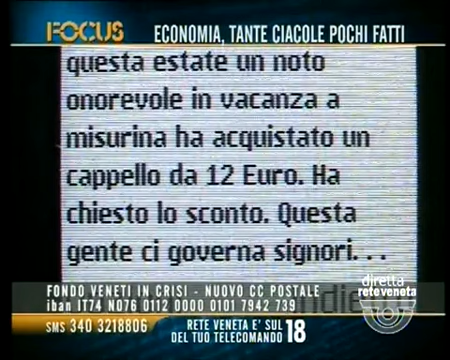 FOCUS
ECONOMIA, TANTE CIACOLE POCHI FATTI
questa estate un noto
onorevole in vacanza a
misurina ha acquistato un
cappello da 12 Euro. Ha
chiesto lo sconto. Questa
gente ci governa signori...
diretta
reteveneta
FONDO VENETI IN CRISI - NUOVO CC POSTALE
iban IT74 N076 0112 0000 0101 7942 739
SMS 340 3218806
RETE VENETA E' SUL
DEL TUO TELECOMANDO 18